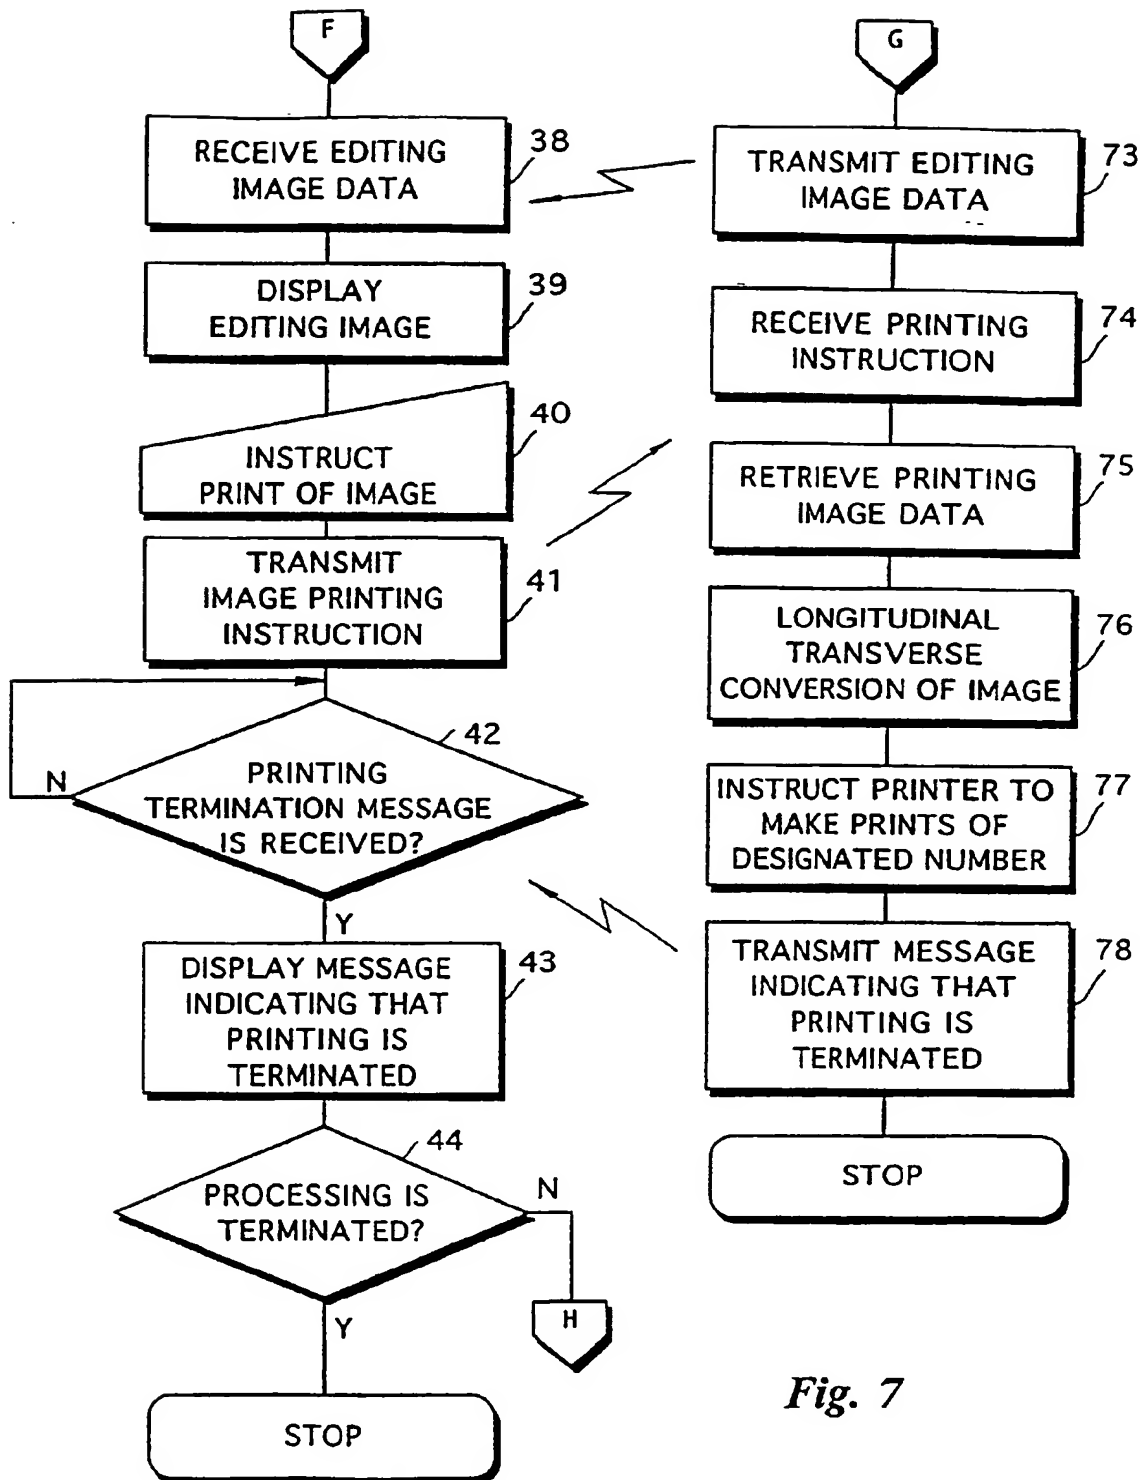 F
RECEIVE EDITING
IMAGE DATA
38
DISPLAY
EDITING IMAGE
39
INSTRUCT
PRINT OF IMAGE
40
TRANSMIT
IMAGE PRINTING
INSTRUCTION
41
PRINTING
TERMINATION MESSAGE
IS RECEIVED?
42
N
Y
DISPLAY MESSAGE
INDICATING THAT
PRINTING IS
TERMINATED
43
PROCESSING IS
TERMINATED?
44
N
H
Y
STOP
G
TRANSMIT EDITING
IMAGE DATA
73
RECEIVE PRINTING
INSTRUCTION
74
RETRIEVE PRINTING
IMAGE DATA
75
LONGITUDINAL
TRANSVERSE
CONVERSION OF IMAGE
76
INSTRUCT PRINTER TO
MAKE PRINTS OF
DESIGNATED NUMBER
77
TRANSMIT MESSAGE
INDICATING THAT
PRINTING IS
TERMINATED
78
STOP
Fig. 7